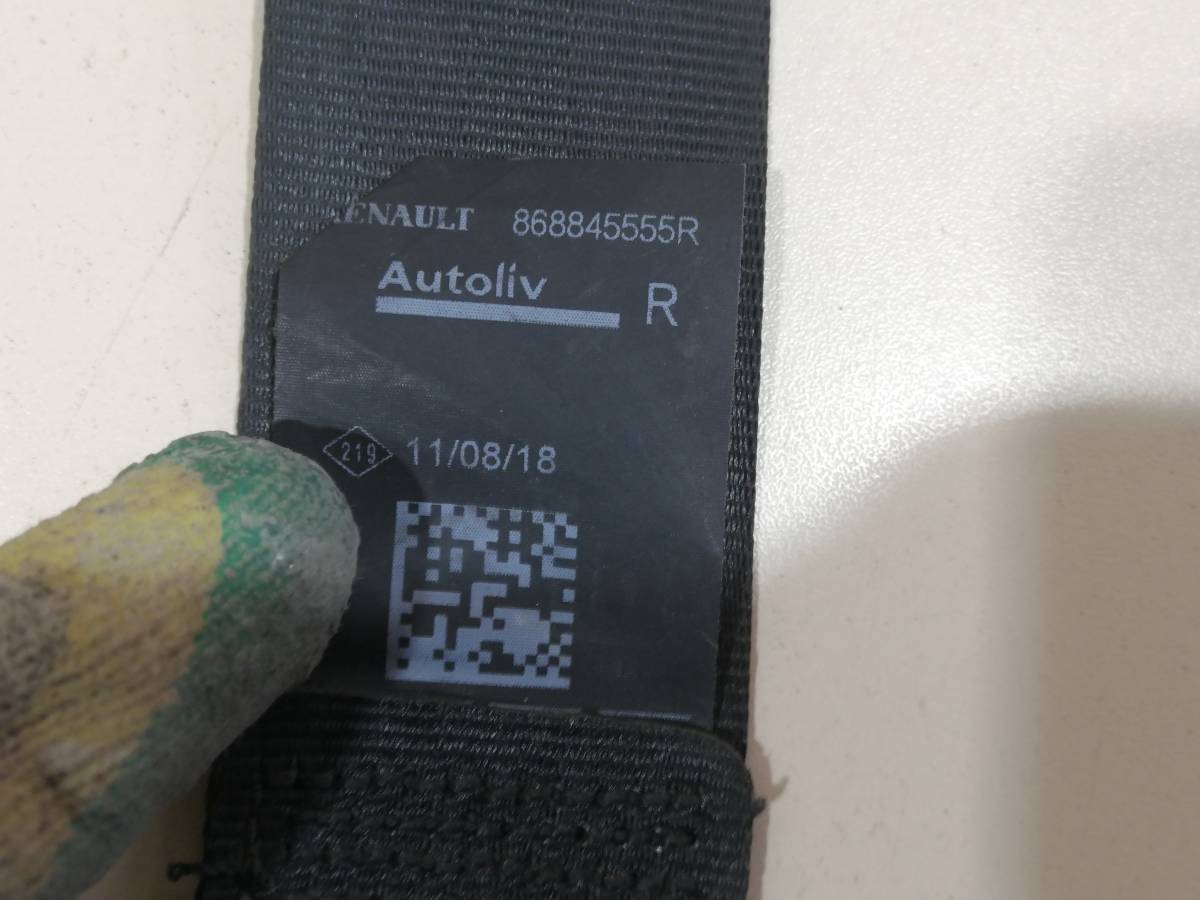 RENAULT 868845555R
Autoliv R
219 11/08/18